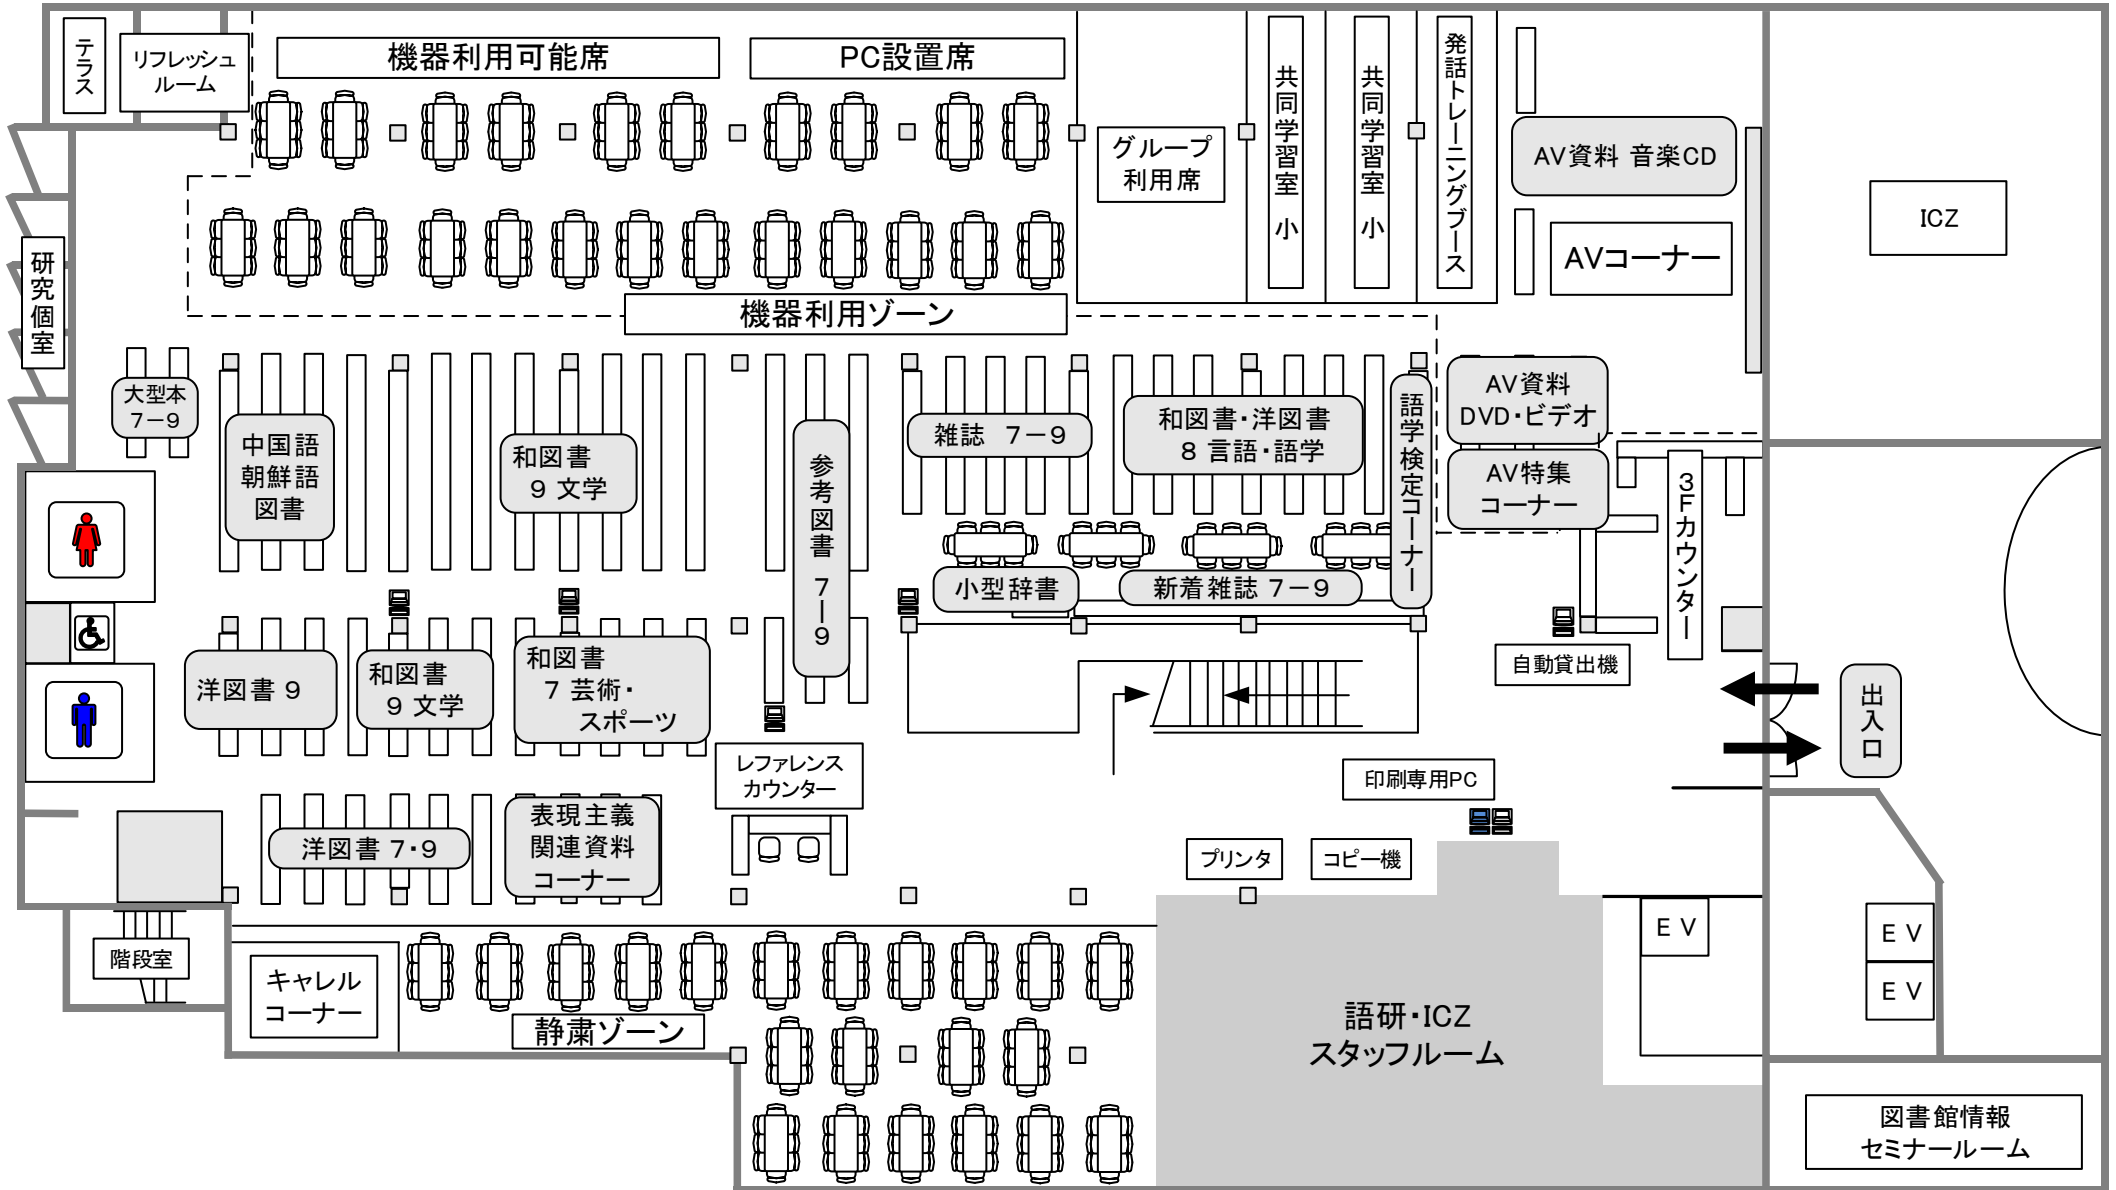 テラス
リフレッシュ
ルーム
機器利用可能席
PC設置席
グループ
利用席
共同学習室 小
共同学習室 小
発話トレーニングブース
AV資料 音楽CD
AVコーナー
ICZ
研究個室
機器利用ゾーン
大型本
７－９
中国語
朝鮮語
図書
和図書
９ 文学
参考図書 ７－９
雑誌 ７－９
和図書・洋図書
８ 言語・語学
語学検定コーナー
AV資料
DVD・ビデオ
AV特集
コーナー
３Fカウンター
小型辞書
新着雑誌 ７－９
自動貸出機
洋図書 ９
和図書
９ 文学
和図書
７ 芸術・
スポーツ
出入口
レファレンス
カウンター
印刷専用PC
洋図書 ７・９
表現主義
関連資料
コーナー
プリンタ
コピー機
ＥＶ
ＥＶ
ＥＶ
階段室
キャレル
コーナー
静粛ゾーン
語研・ICZ
スタッフルーム
図書館情報
セミナールーム